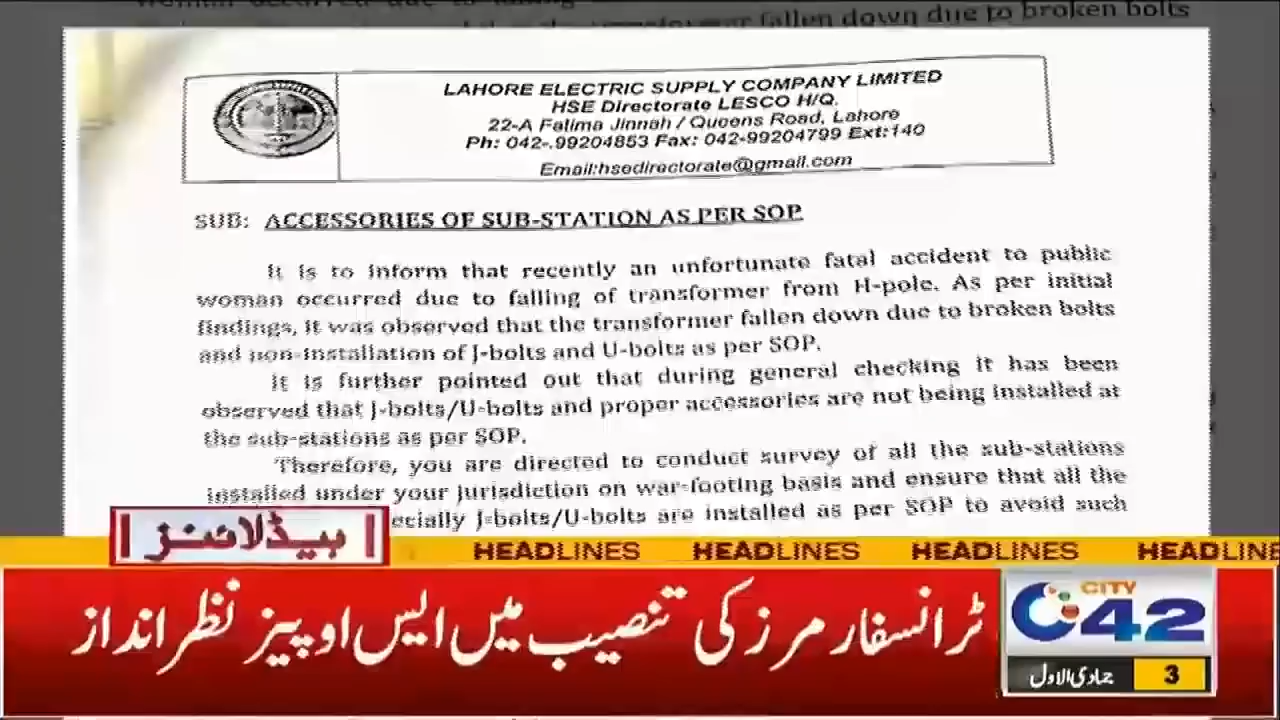 woman occurred due to falling
fallen down due to broken bolts
LAHORE ELECTRIC SUPPLY COMPANY LIMITED
HSE Directorate LESCO H/Q.
22-A Fatima Jinnah / Queens Road, Lahore
Ph: 042-.99204853 Fax: 042-99204799 Ext:140
Email:hsedirectorate@gmail.com
SUB: ACCESSORIES OF SUB-STATION AS PER SOP
It is to inform that recently an unfortunate fatal accident to public
woman occurred due to falling of transformer from H-pole. As per initial
findings, it was observed that the transformer fallen down due to broken bolts
and non-installation of J-bolts and U-bolts as per SOP.
It is further pointed out that during general checking it has been
observed that J-bolts/U-bolts and proper accessories are not being installed at
the sub-stations as per SOP.
Therefore, you are directed to conduct survey of all the sub-stations
installed under your jurisdiction on war-footing basis and ensure that all the
ecially J-bolts/U-bolts are installed as per SOP to avoid such
ہیڈلائنز
HEADLINES HEADLINES HEADLINES HEADLINE
ٹرانسفارمرز کی تنصیب میں ایس او پیز نظر انداز
CITY
42
3 جمادی الاول